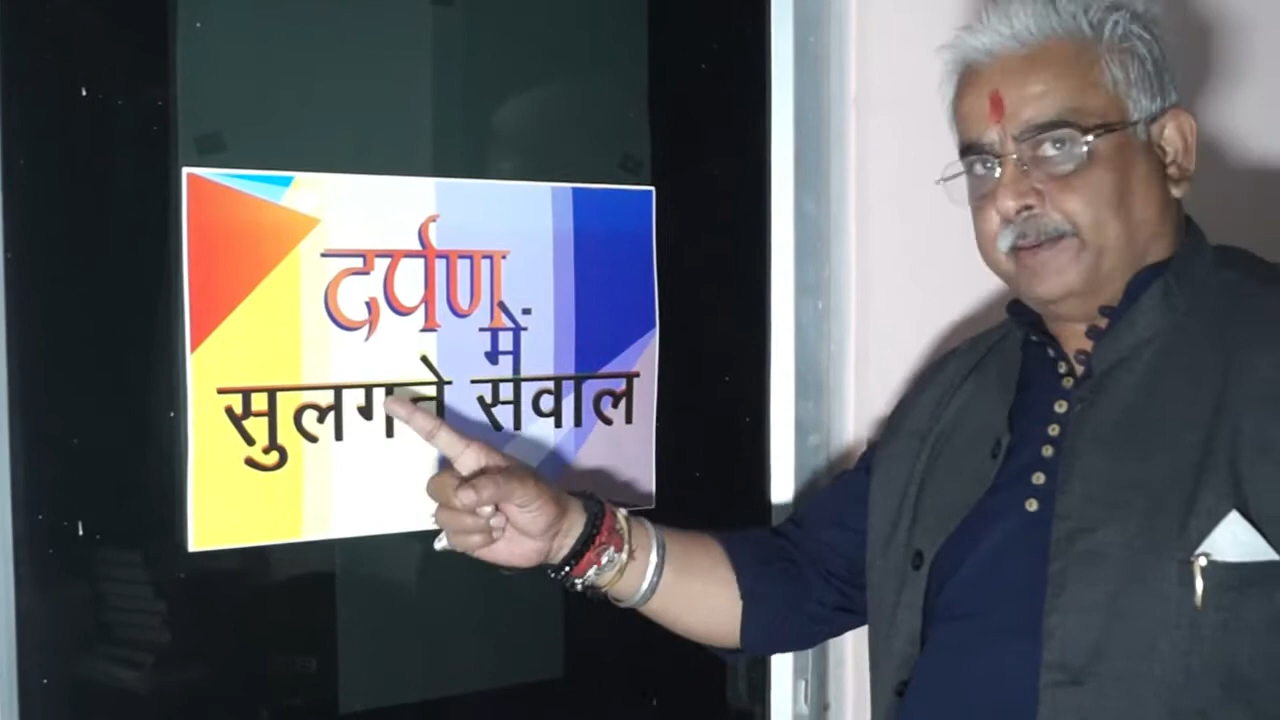 दर्पण
में
सुलगते सवाल